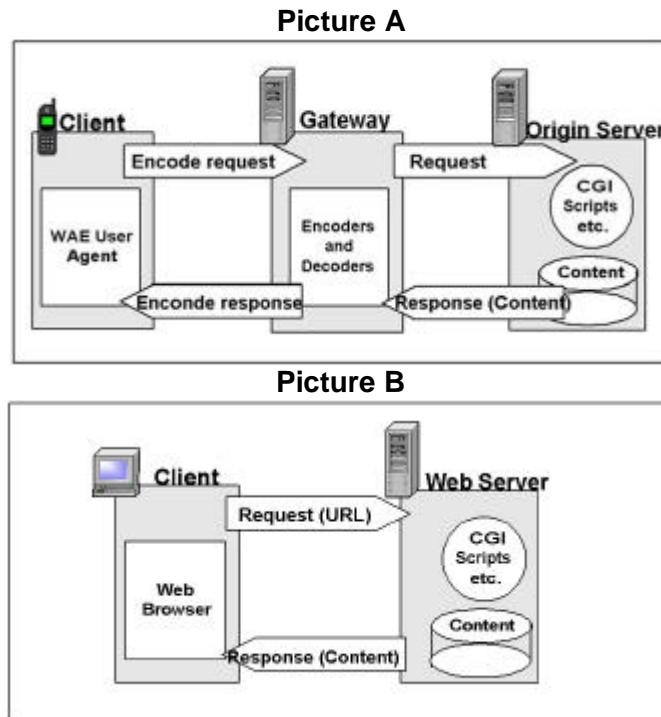 Picture A
Client
Gateway
Origin Server
Encode request
Request
WAE User
Agent
Encoders
and
Decoders
CGI
Scripts
etc.
Content
Enconde response
Response (Content)
Picture B
Client
Web Server
Request (URL)
Web
Browser
CGI
Scripts
etc.
Content
Response (Content)